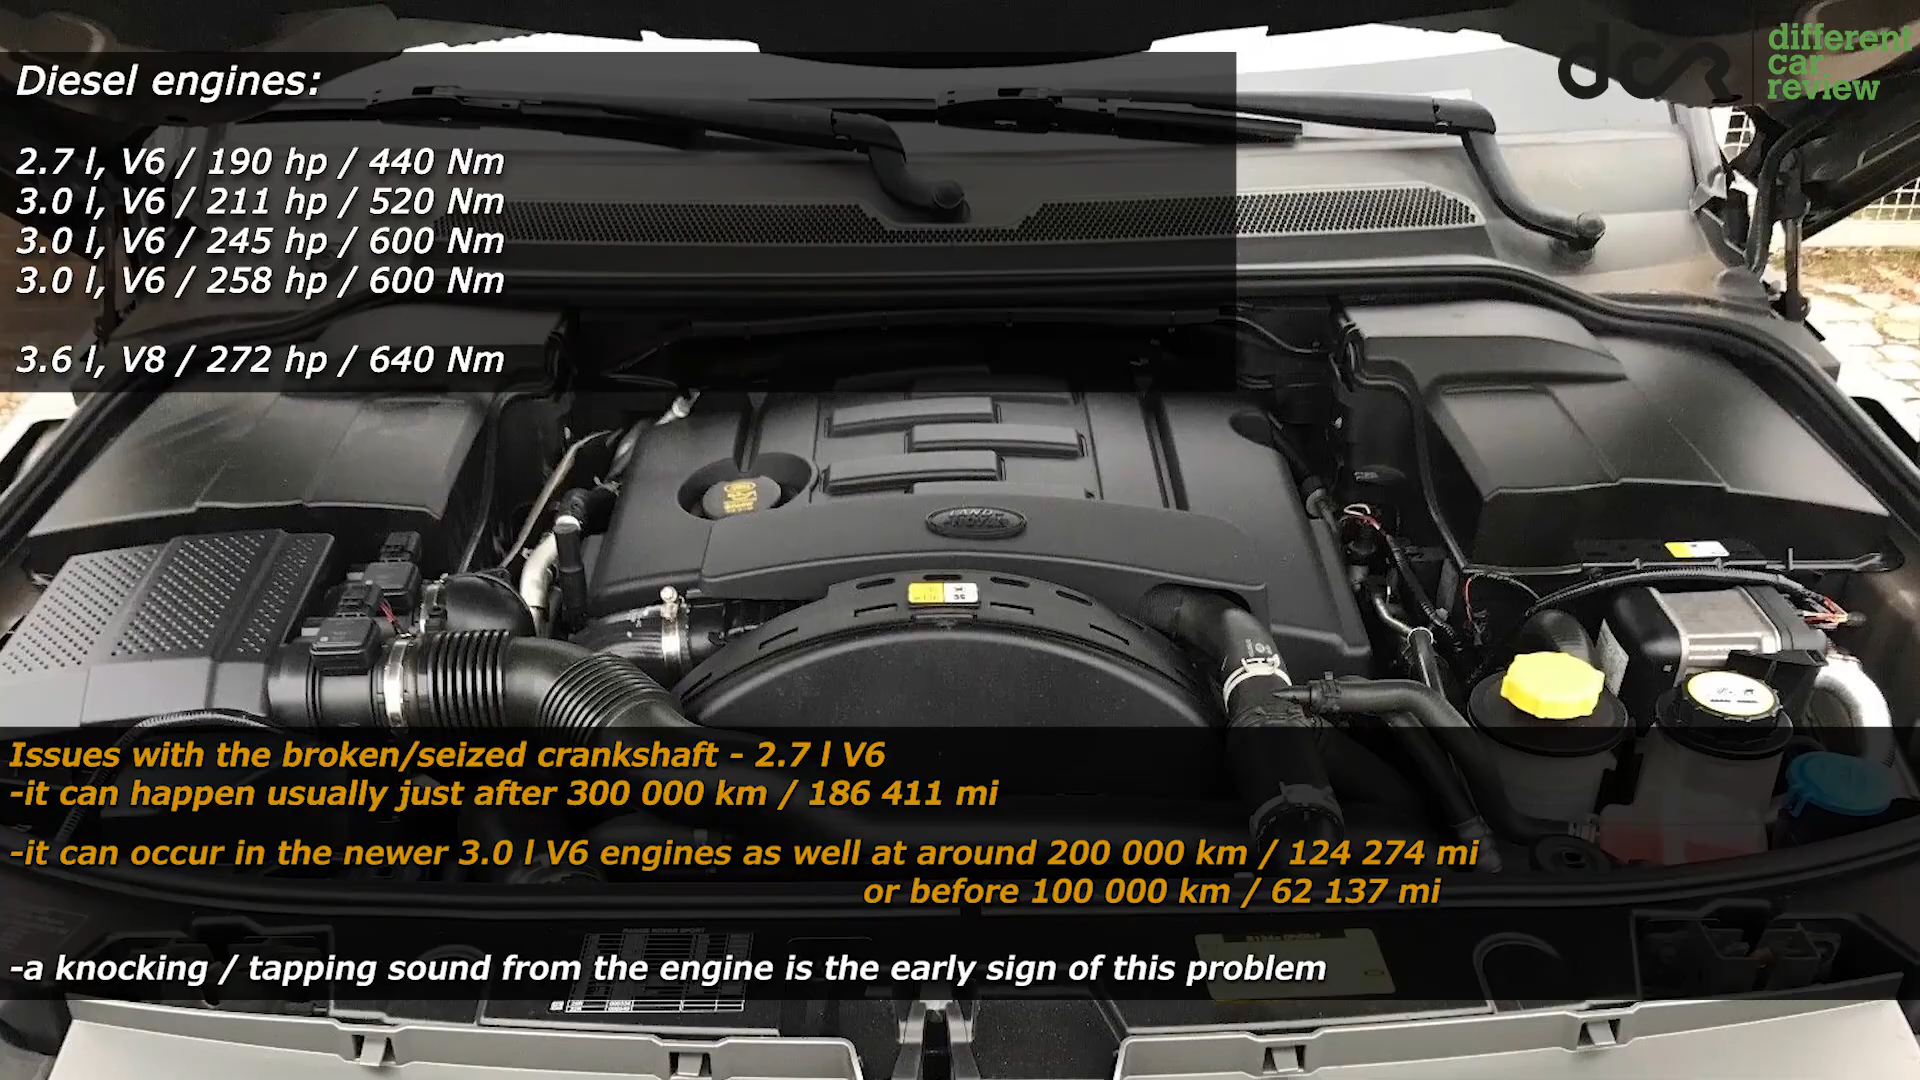 Diesel engines:
2.7 l, V6 / 190 hp / 440 Nm
3.0 l, V6 / 211 hp / 520 Nm
3.0 l, V6 / 245 hp / 600 Nm
3.0 l, V6 / 258 hp / 600 Nm
3.6 l, V8 / 272 hp / 640 Nm
dcr
different
car
review
LAND
ROVER
Issues with the broken/seized crankshaft - 2.7 l V6
-it can happen usually just after 300 000 km / 186 411 mi
-it can occur in the newer 3.0 l V6 engines as well at around 200 000 km / 124 274 mi
or before 100 000 km / 62 137 mi
RANGE ROVER SPORT
-a knocking / tapping sound from the engine is the early sign of this problem